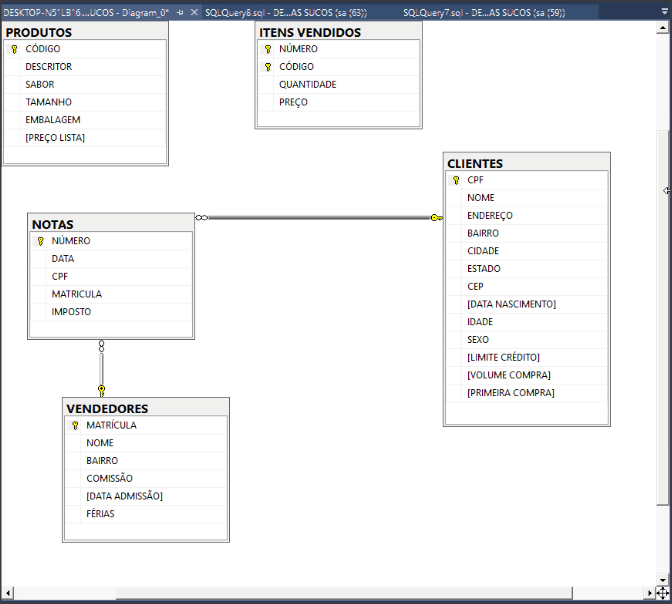 DESKTOP-N51LB16...UCOS - Diagram_0*
SQLQuery8.sql - DE...AS SUCOS (sa (63))
SQLQuery7.sql - DE...AS SUCOS (sa (59))
PRODUTOS
CÓDIGO
DESCRITOR
SABOR
TAMANHO
EMBALAGEM
[PREÇO LISTA]
ITENS VENDIDOS
NÚMERO
CÓDIGO
QUANTIDADE
PREÇO
CLIENTES
CPF
NOME
ENDEREÇO
BAIRRO
CIDADE
ESTADO
CEP
[DATA NASCIMENTO]
IDADE
SEXO
[LIMITE CRÉDITO]
[VOLUME COMPRA]
[PRIMEIRA COMPRA]
NOTAS
NÚMERO
DATA
CPF
MATRICULA
IMPOSTO
VENDEDORES
MATRÍCULA
NOME
BAIRRO
COMISSÃO
[DATA ADMISSÃO]
FÉRIAS